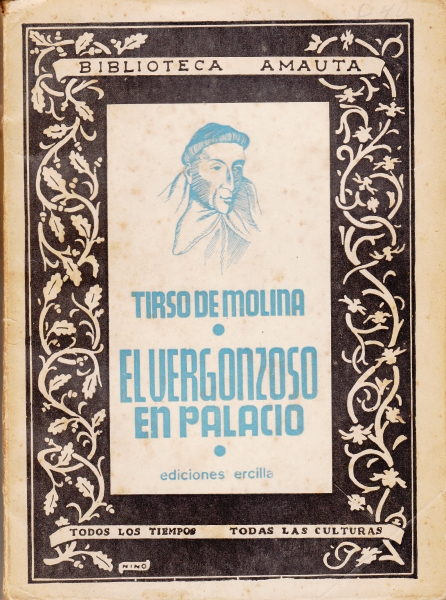 BIBLIOTECA AMAUTA
TIRSO DE MOLINA
EL VERGONZOSO
EN PALACIO
ediciones ercilla
TODOS LOS TIEMPOS TODAS LAS CULTURAS
NINO